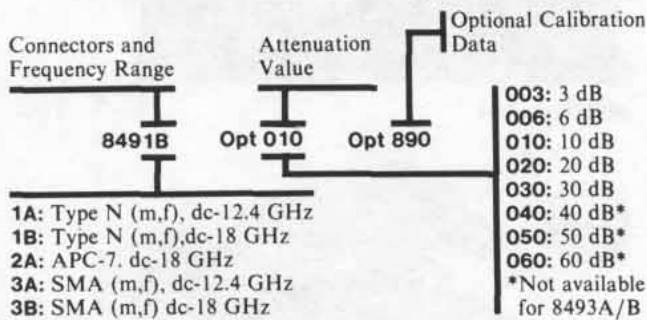 Optional Calibration
Data
Connectors and
Frequency Range
Attenuation
Value
8491B
Opt 010
Opt 890
003: 3 dB
006: 6 dB
010: 10 dB
020: 20 dB
030: 30 dB
040: 40 dB*
050: 50 dB*
060: 60 dB*
*Not available
for 8493A/B
1A: Type N (m,f), dc-12.4 GHz
1B: Type N (m,f),dc-18 GHz
2A: APC-7. dc-18 GHz
3A: SMA (m,f), dc-12.4 GHz
3B: SMA (m,f) dc-18 GHz